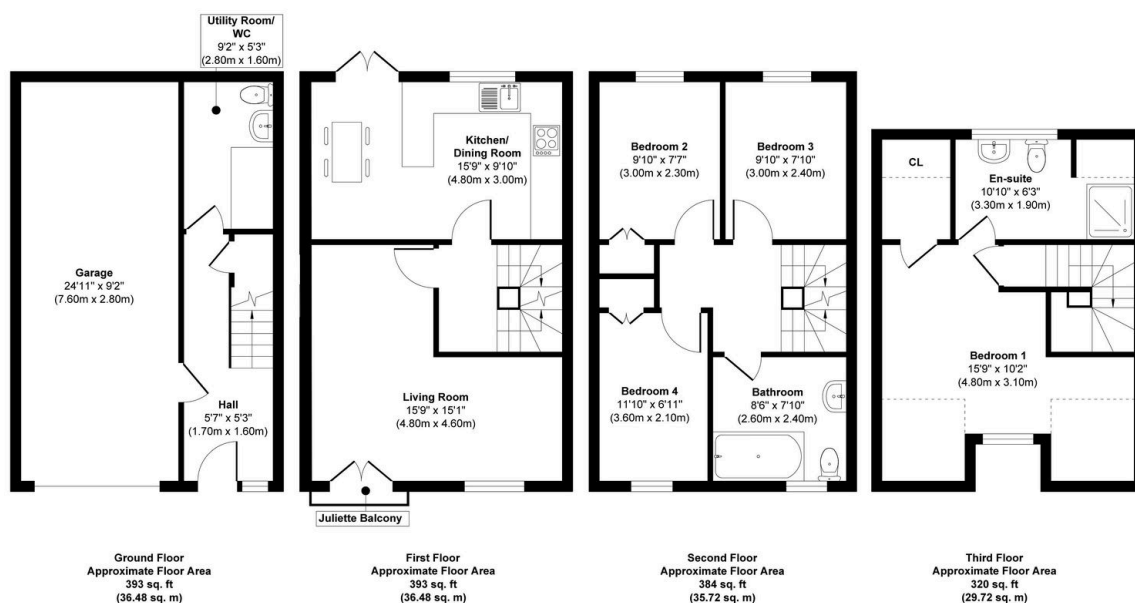 Utility Room/
WC
9'2" x 5'3"
(2.80m x 1.60m)
Garage
24'11" x 9'2"
(7.60m x 2.80m)
Hall
5'7" x 5'3"
(1.70m x 1.60m)
Ground Floor
Approximate Floor Area
393 sq. ft
(36.48 sq. m)
Kitchen/
Dining Room
15'9" x 9'10"
(4.80m x 3.00m)
Living Room
15'9" x 15'1"
(4.80m x 4.60m)
Juliette Balcony
First Floor
Approximate Floor Area
393 sq. ft
(36.48 sq. m)
Bedroom 2
9'10" x 7'7"
(3.00m x 2.30m)
Bedroom 3
9'10" x 7'10"
(3.00m x 2.40m)
Bedroom 4
11'10" x 6'11"
(3.60m x 2.10m)
Bathroom
8'6" x 7'10"
(2.60m x 2.40m)
Second Floor
Approximate Floor Area
384 sq. ft
(35.72 sq. m)
CL
En-suite
10'10" x 6'3"
(3.30m x 1.90m)
Bedroom 1
15'9" x 10'2"
(4.80m x 3.10m)
Third Floor
Approximate Floor Area
320 sq. ft
(29.72 sq. m)